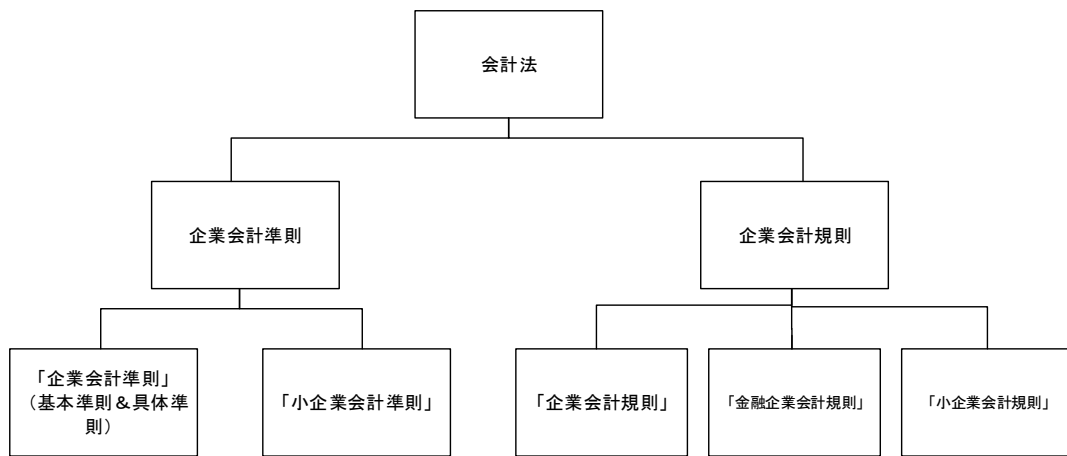 会計法
企業会計準則
企業会計規則
「企業会計準則」
（基本準則＆具体準
則）
「小企業会計準則」
「企業会計規則」
「金融企業会計規則」
「小企業会計規則」